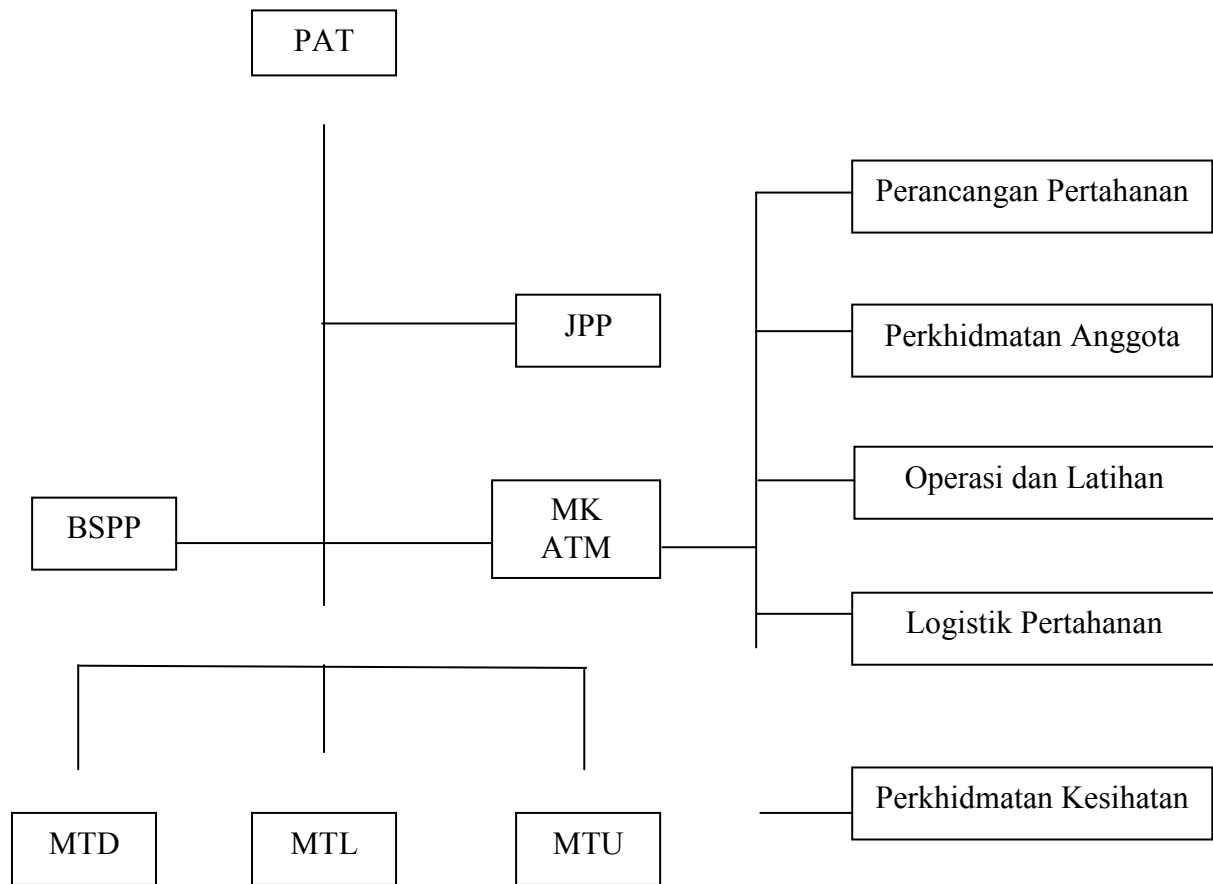 PAT
Perancangan Pertahanan
JPP
Perkhidmatan Anggota
BSPP
MK
ATM
Operasi dan Latihan
Logistik Pertahanan
Perkhidmatan Kesihatan
MTD
MTL
MTU